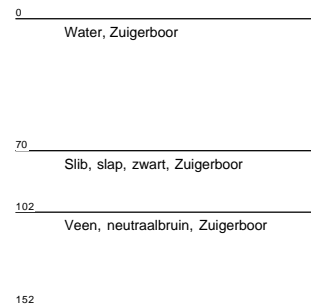 0
Water, Zuigerboor
70
Slib, slap, zwart, Zuigerboor
102
Veen, neutraalbruin, Zuigerboor
152